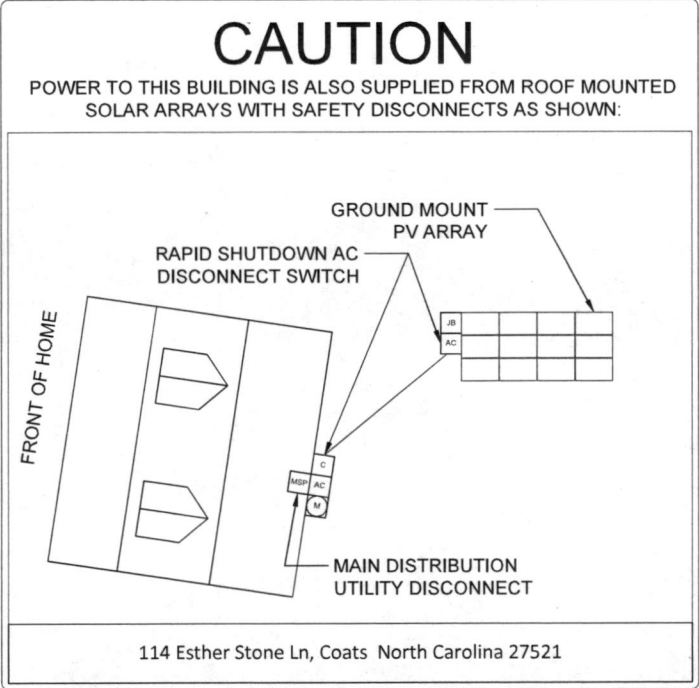 CAUTION
POWER TO THIS BUILDING IS ALSO SUPPLIED FROM ROOF MOUNTED
SOLAR ARRAYS WITH SAFETY DISCONNECTS AS SHOWN:
GROUND MOUNT
PV ARRAY
RAPID SHUTDOWN AC
DISCONNECT SWITCH
JB
AC
FRONT OF HOME
C
MSP AC
M
MAIN DISTRIBUTION
UTILITY DISCONNECT
114 Esther Stone Ln, Coats North Carolina 27521